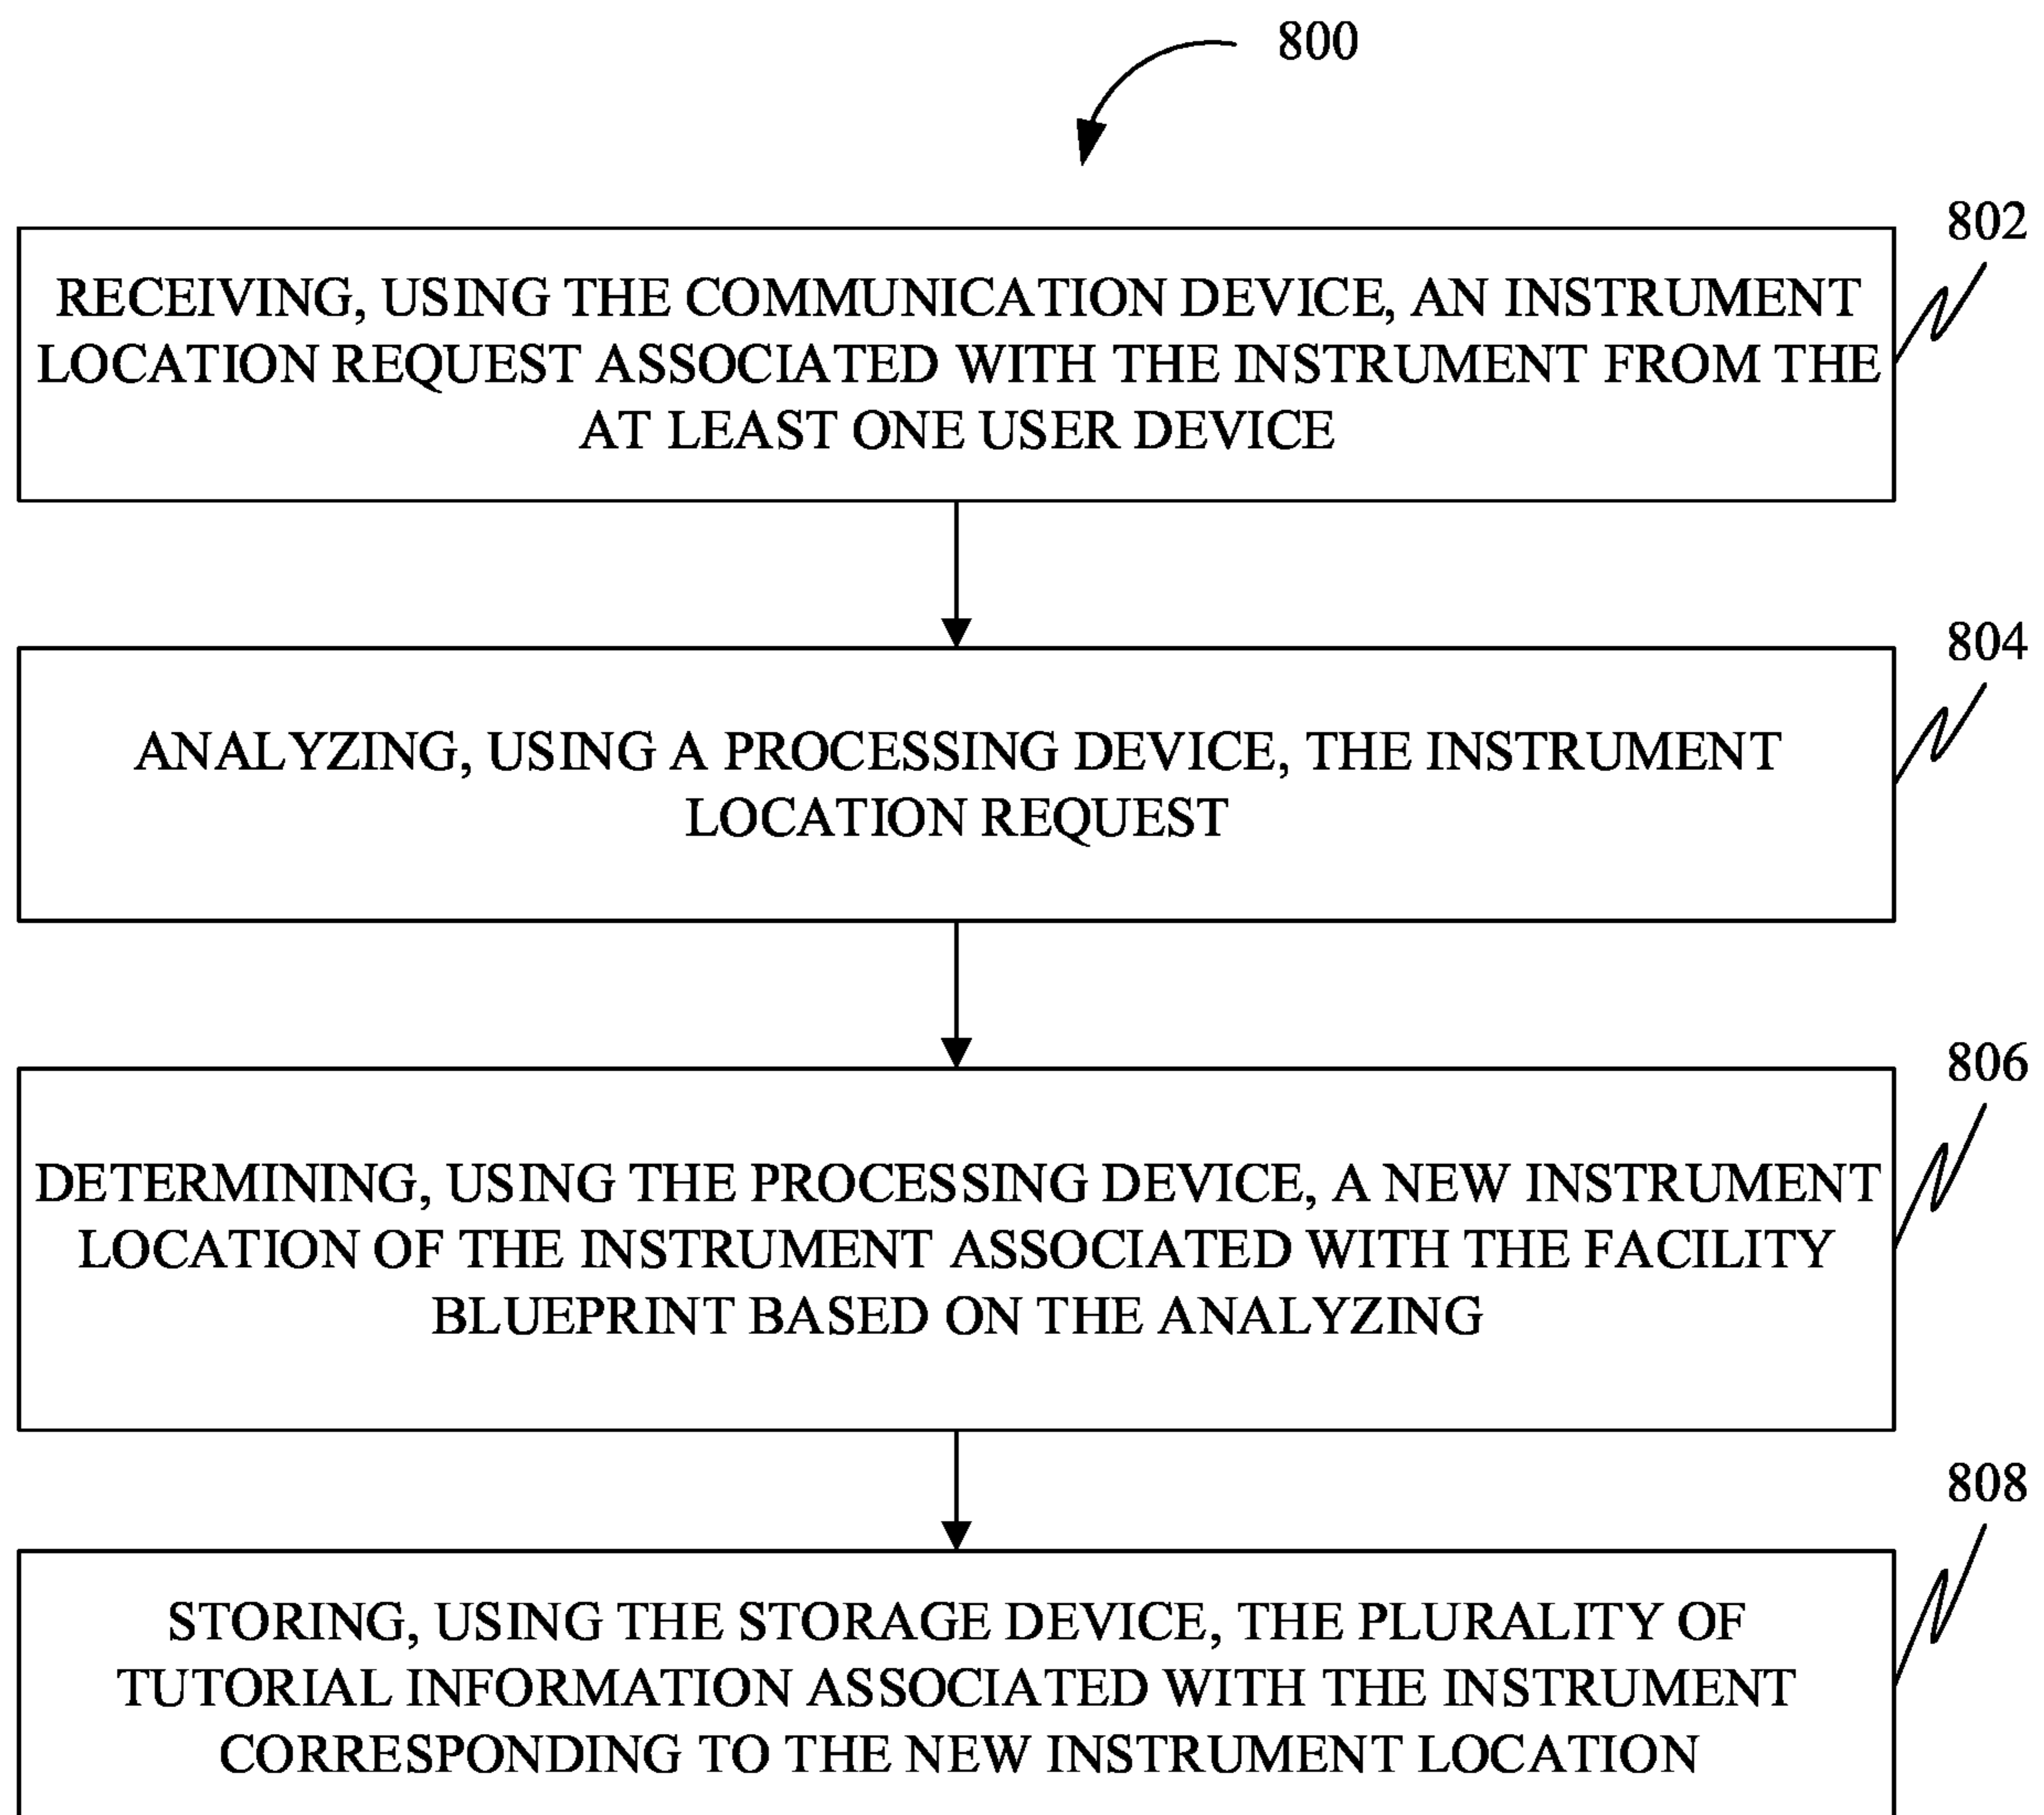 800
802
RECEIVING, USING THE COMMUNICATION DEVICE, AN INSTRUMENT
LOCATION REQUEST ASSOCIATED WITH THE INSTRUMENT FROM THE
AT LEAST ONE USER DEVICE
804
ANALYZING, USING A PROCESSING DEVICE, THE INSTRUMENT
LOCATION REQUEST
806
DETERMINING, USING THE PROCESSING DEVICE, A NEW INSTRUMENT
LOCATION OF THE INSTRUMENT ASSOCIATED WITH THE FACILITY
BLUEPRINT BASED ON THE ANALYZING
808
STORING, USING THE STORAGE DEVICE, THE PLURALITY OF
TUTORIAL INFORMATION ASSOCIATED WITH THE INSTRUMENT
CORRESPONDING TO THE NEW INSTRUMENT LOCATION